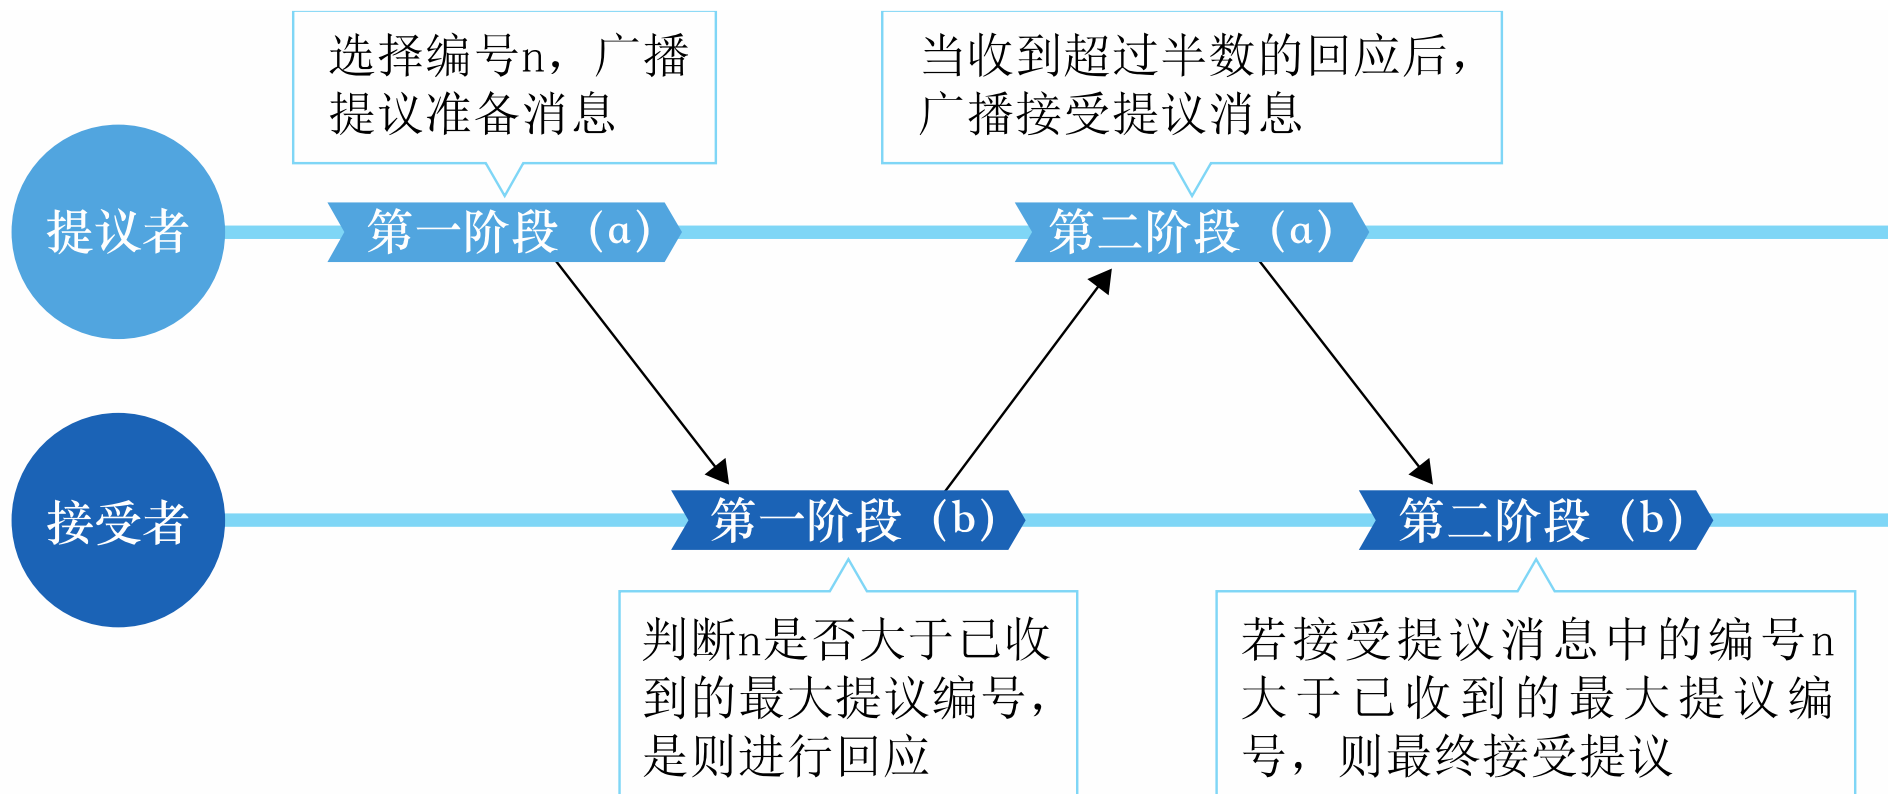 选择编号n，广播
提议准备消息
当收到超过半数的回应后，
广播接受提议消息
提议者
第一阶段（a）
第二阶段（a）
接受者
第一阶段（b）
第二阶段（b）
判断n是否大于已收
到的最大提议编号，
是则进行回应
若接受提议消息中的编号n
大于已收到的最大提议编
号，则最终接受提议